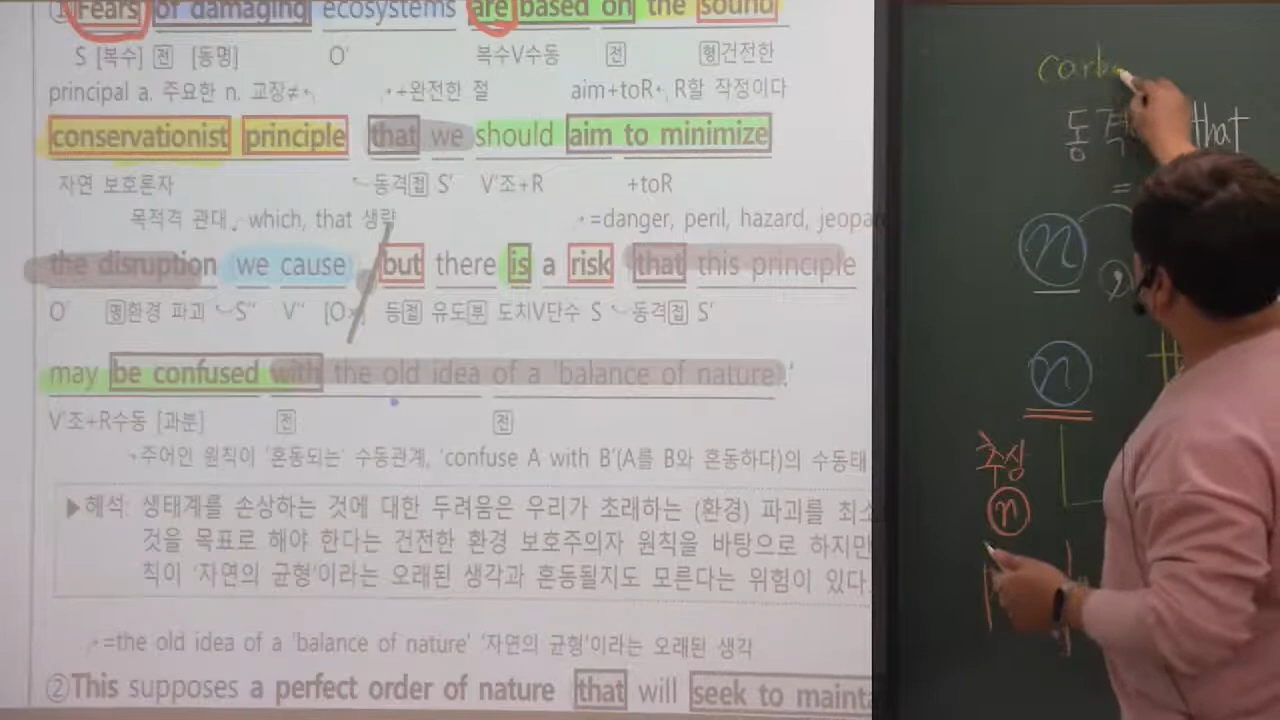 ① Fears of damaging ecosystems are based on the sound
S [복수] 전 [동명] O' 복수V수동 전 형건전한
principal a. 주요한 n. 교장≠ +완전한 절 aim+toR R할 작정이다
conservationist principle that we should aim to minimize
자연 보호론자 동격접 S' V'조+R +toR
목적격 관대 which, that 생략 =danger, peril, hazard, jeopar
the disruption we cause but there is a risk that this principle
O' 명환경 파괴 S" V" [O×] 등접 유도부 도치V단수 S 동격접 S'
may be confused with the old idea of a 'balance of nature.'
V'조+R수동 [과분] 전 전
주어인 원칙이 '혼동되는' 수동관계, 'confuse A with B'(A를 B와 혼동하다)의 수동태
▶해석: 생태계를 손상하는 것에 대한 두려움은 우리가 초래하는 (환경) 파괴를 최소
것을 목표로 해야 한다는 건전한 환경 보호주의자 원칙을 바탕으로 하지만
칙이 '자연의 균형'이라는 오래된 생각과 혼동될지도 모른다는 위험이 있다.
=the old idea of a 'balance of nature' '자연의 균형'이라는 오래된 생각
②This supposes a perfect order of nature that will seek to mainta
carb
동격 that
=
n
n
추상
n